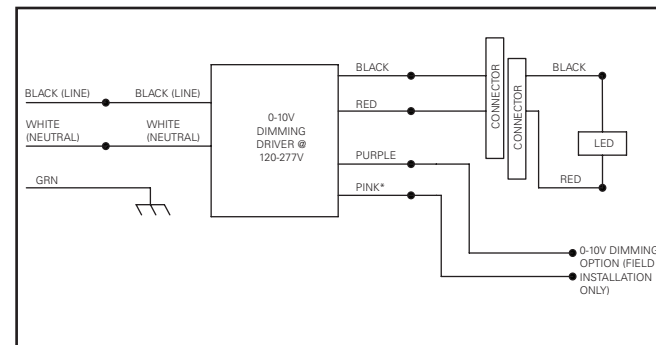 BLACK (LINE)
BLACK (LINE)
WHITE
(NEUTRAL)
WHITE
(NEUTRAL)
GRN
0-10V
DIMMING
DRIVER @
120-277V
BLACK
RED
PURPLE
PINK*
CONNECTOR
CONNECTOR
BLACK
LED
RED
0-10V DIMMING
OPTION (FIELD
INSTALLATION
ONLY)